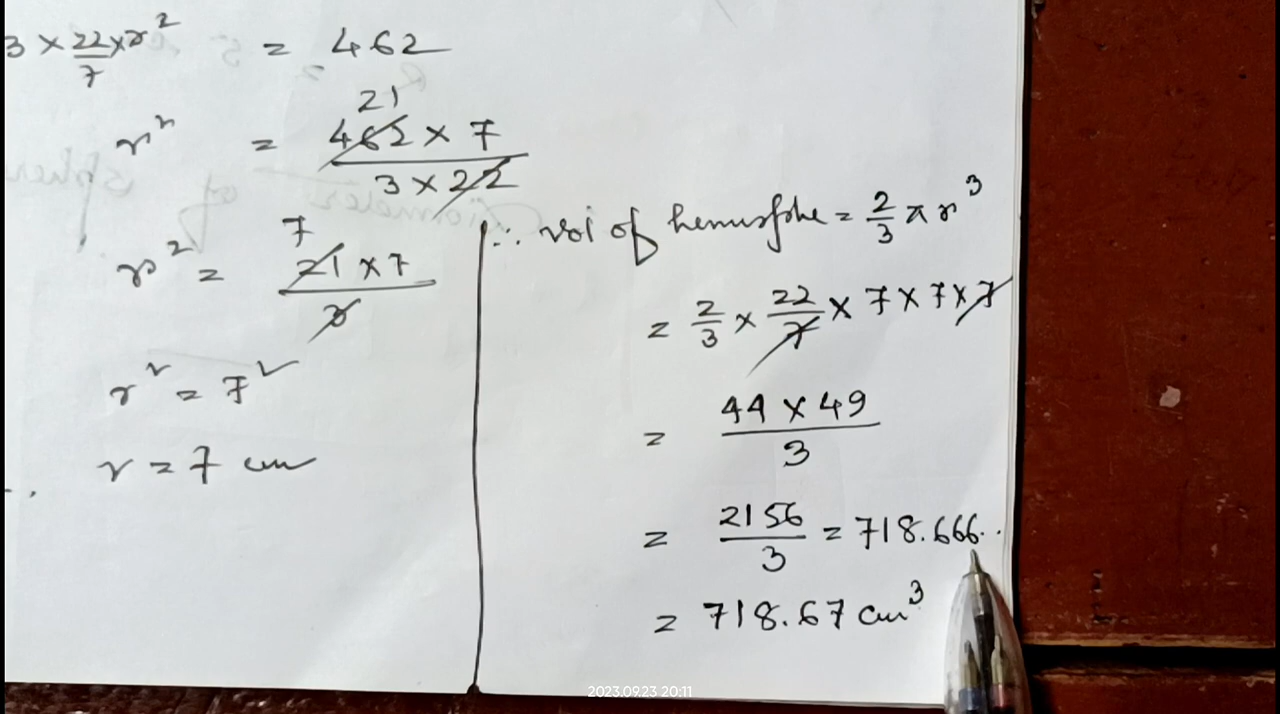 3 × 22/7 × r² = 462
r² = 462 × 7 / 3 × 22
21
r² = 21 × 7 / 3
7
r² = 7²
r = 7 cm
∴ vol of hemisphe = 2/3 π r³
= 2/3 × 22/7 × 7 × 7 × 7
= 44 × 49 / 3
= 2156 / 3 = 718.666..
= 718.67 cm³
2023.09.23 20:11